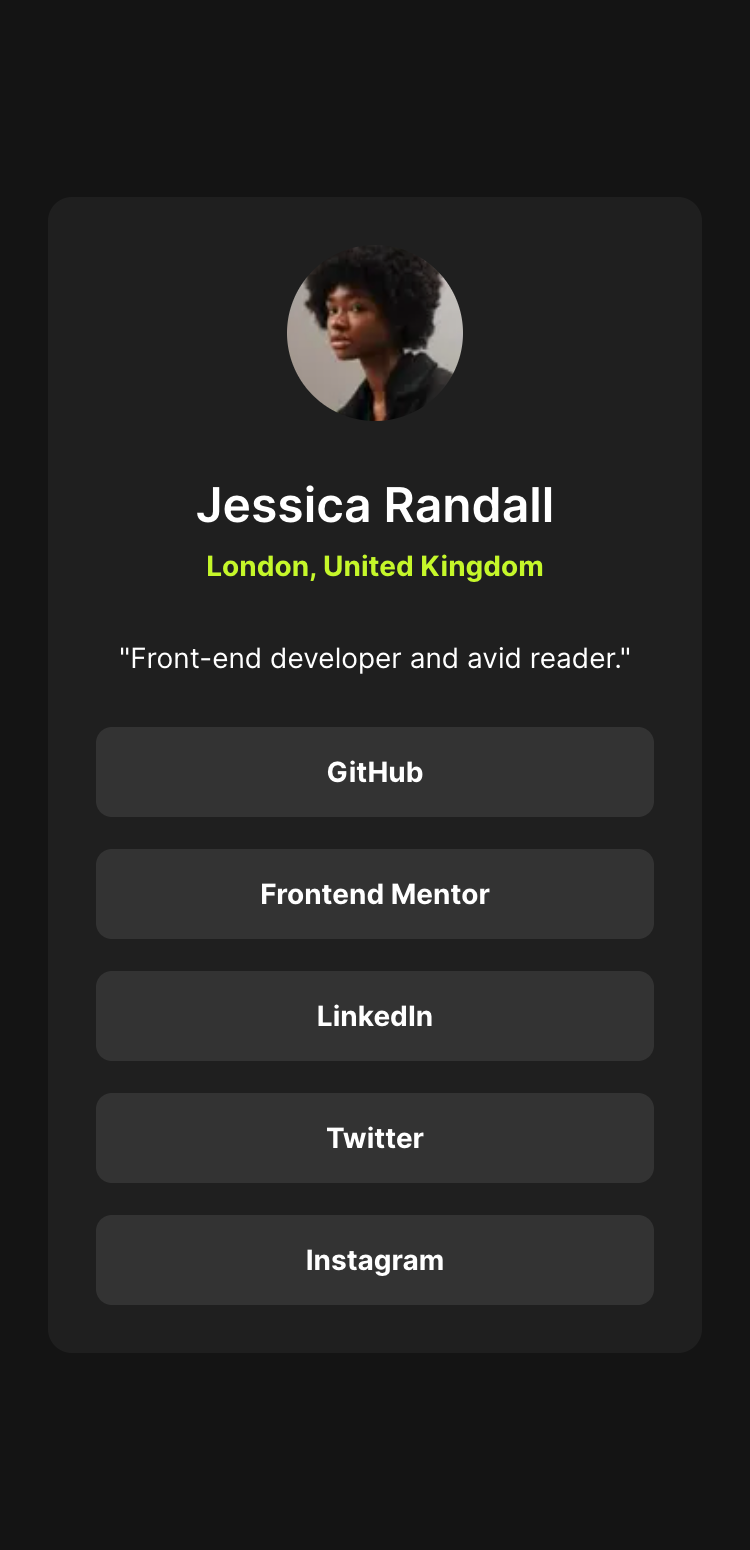 Jessica Randall
London, United Kingdom
"Front-end developer and avid reader."
GitHub
Frontend Mentor
LinkedIn
Twitter
Instagram